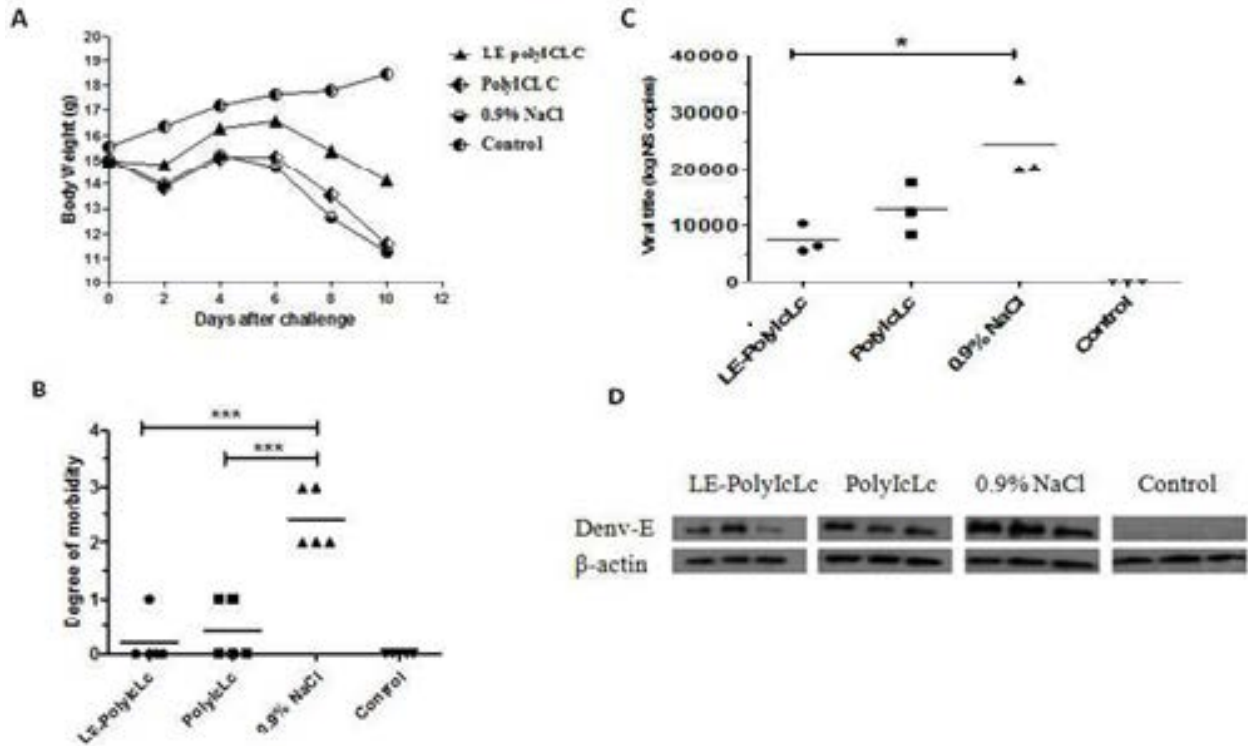 A
20
19
18
17
16
15
14
13
12
11
10
0 2 4 6 8 10 12
Body Weight (g)
Days after challenge
LE polyICLC
PolyICLC
0.9% NaCl
Control
C
*
40000
30000
20000
10000
0
Viral title (logNS copies)
LE-PolyIcLc
PolyIcLc
0.9% NaCl
Control
B
***
***
4
3
2
1
0
Degree of morbidity
LE-PolyIcLc
PolyIcLc
0.9% NaCl
Control
D
LE-PolyIcLc PolyIcLc 0.9% NaCl Control
Denv-E
β-actin